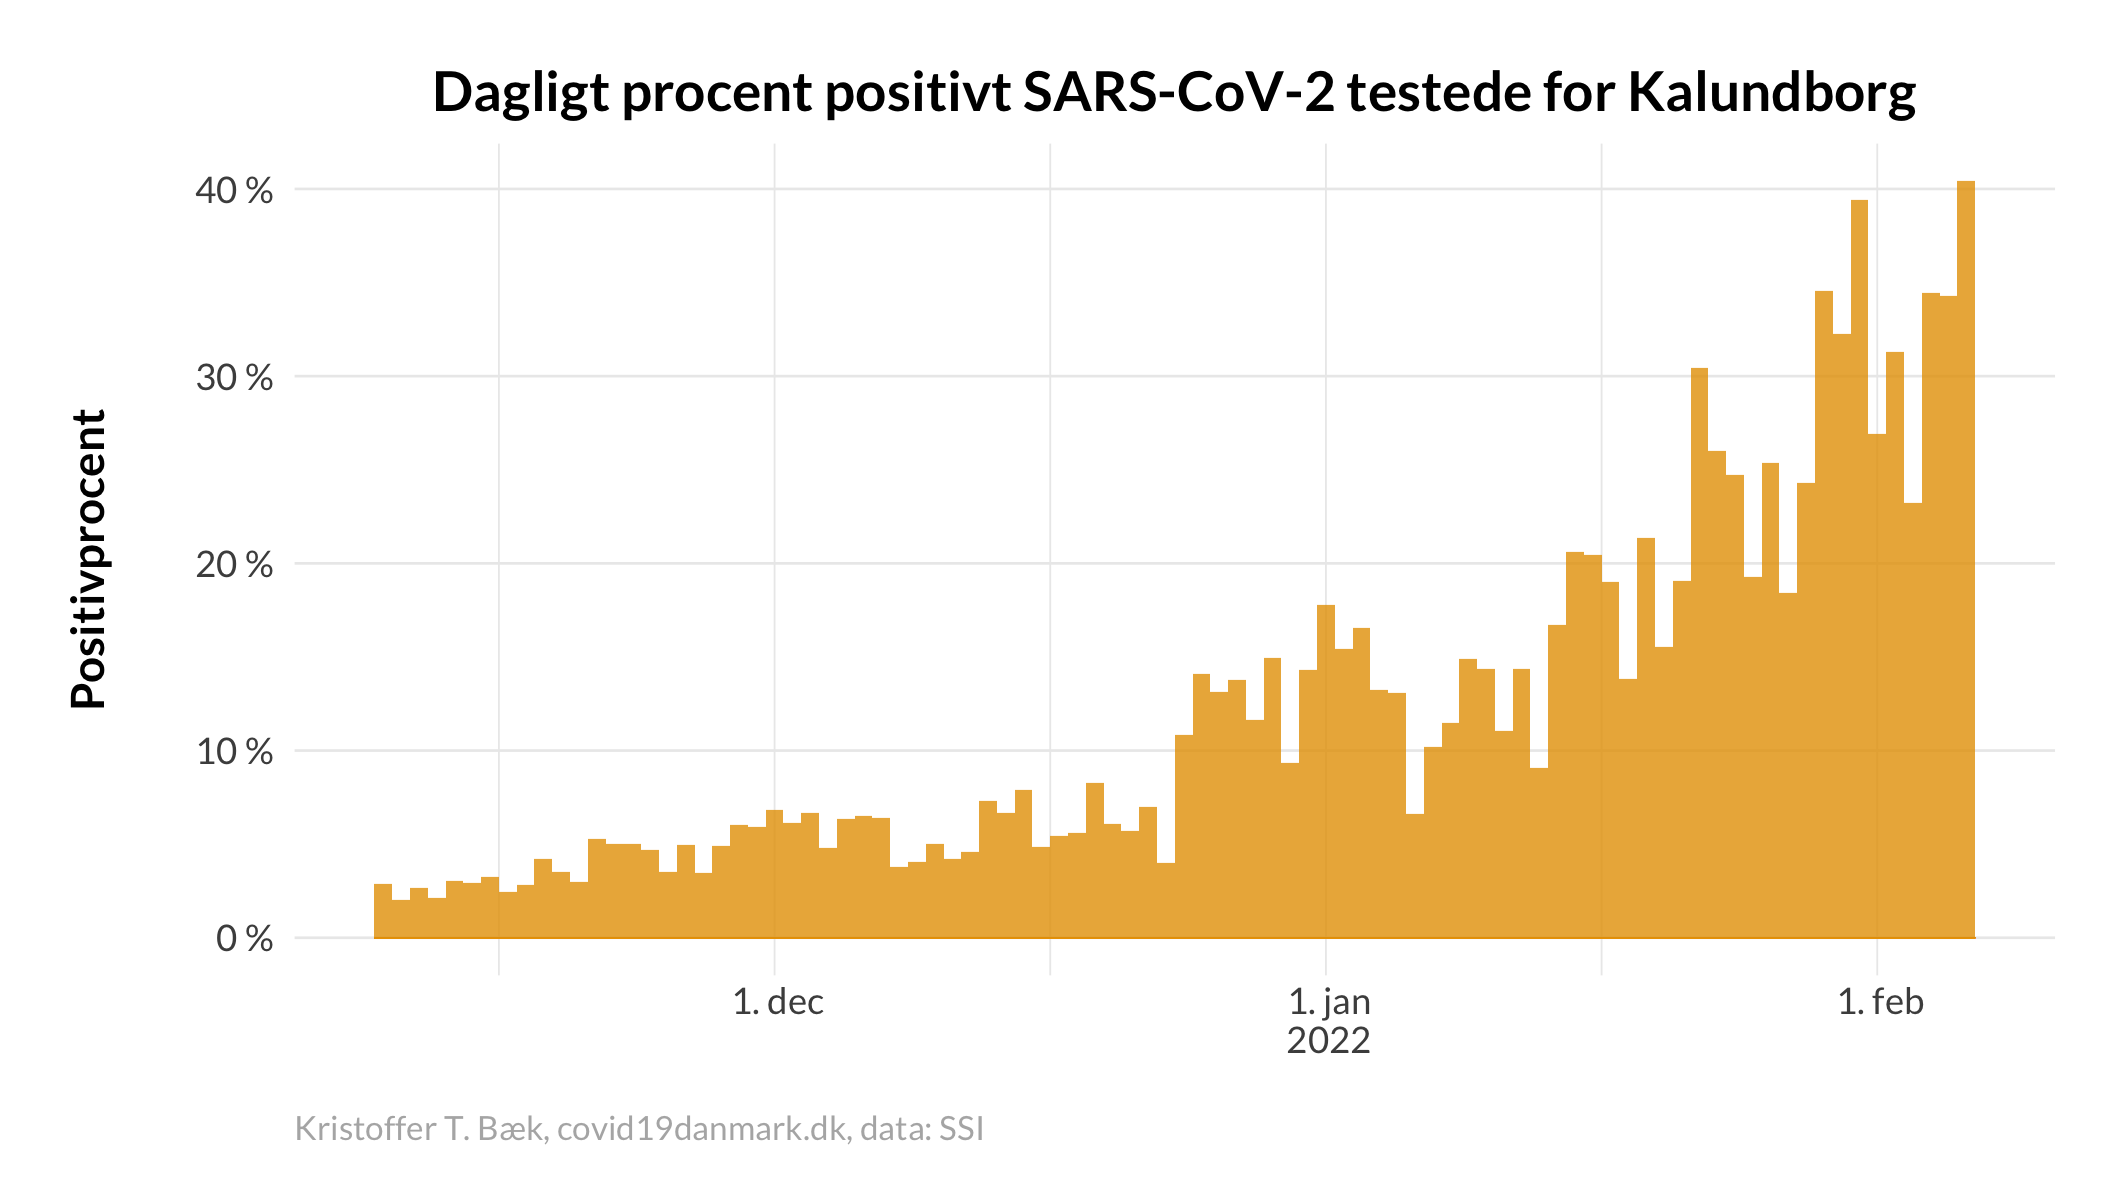 Dagligt procent positivt SARS-CoV-2 testede for Kalundborg
Positivprocent
40 %
30 %
20 %
10 %
0 %
1. dec
1. jan
2022
1. feb
Kristoffer T. Bæk, covid19danmark.dk, data: SSI